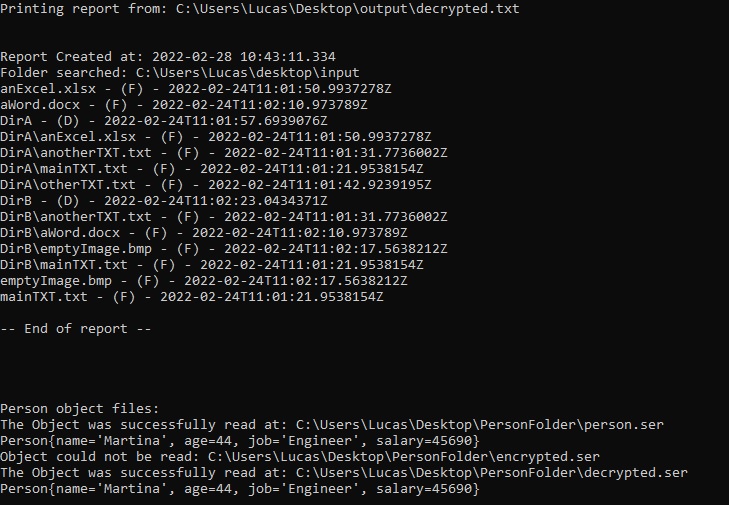 Printing report from: C:\Users\Lucas\Desktop\output\decrypted.txt
Report Created at: 2022-02-28 10:43:11.334
Folder searched: C:\Users\Lucas\desktop\input
anExcel.xlsx - (F) - 2022-02-24T11:01:50.9937278Z
aWord.docx - (F) - 2022-02-24T11:02:10.973789Z
DirA - (D) - 2022-02-24T11:01:57.6939076Z
DirA\anExcel.xlsx - (F) - 2022-02-24T11:01:50.9937278Z
DirA\anotherTXT.txt - (F) - 2022-02-24T11:01:31.7736002Z
DirA\mainTXT.txt - (F) - 2022-02-24T11:01:21.9538154Z
DirA\otherTXT.txt - (F) - 2022-02-24T11:01:42.9239195Z
DirB - (D) - 2022-02-24T11:02:23.0434371Z
DirB\anotherTXT.txt - (F) - 2022-02-24T11:01:31.7736002Z
DirB\aWord.docx - (F) - 2022-02-24T11:02:10.973789Z
DirB\emptyImage.bmp - (F) - 2022-02-24T11:02:17.5638212Z
DirB\mainTXT.txt - (F) - 2022-02-24T11:01:21.9538154Z
emptyImage.bmp - (F) - 2022-02-24T11:02:17.5638212Z
mainTXT.txt - (F) - 2022-02-24T11:01:21.9538154Z
-- End of report --
Person object files:
The Object was successfully read at: C:\Users\Lucas\Desktop\PersonFolder\person.ser
Person{name='Martina', age=44, job='Engineer', salary=45690}
Object could not be read: C:\Users\Lucas\Desktop\PersonFolder\encrypted.ser
The Object was successfully read at: C:\Users\Lucas\Desktop\PersonFolder\decrypted.ser
Person{name='Martina', age=44, job='Engineer', salary=45690}